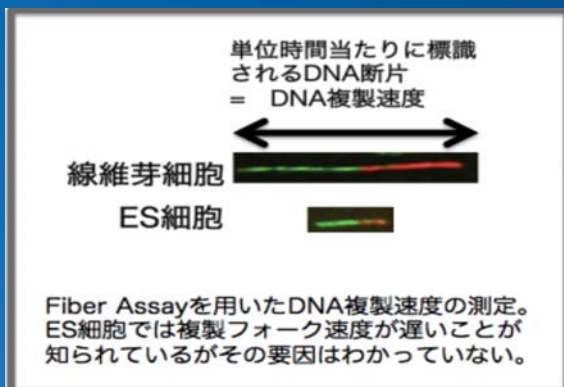 単位時間当たりに標識
されるDNA断片
= DNA複製速度
線維芽細胞
ES細胞
Fiber Assayを用いたDNA複製速度の測定。
ES細胞では複製フォーク速度が遅いことが
知られているがその要因はわかっていない。